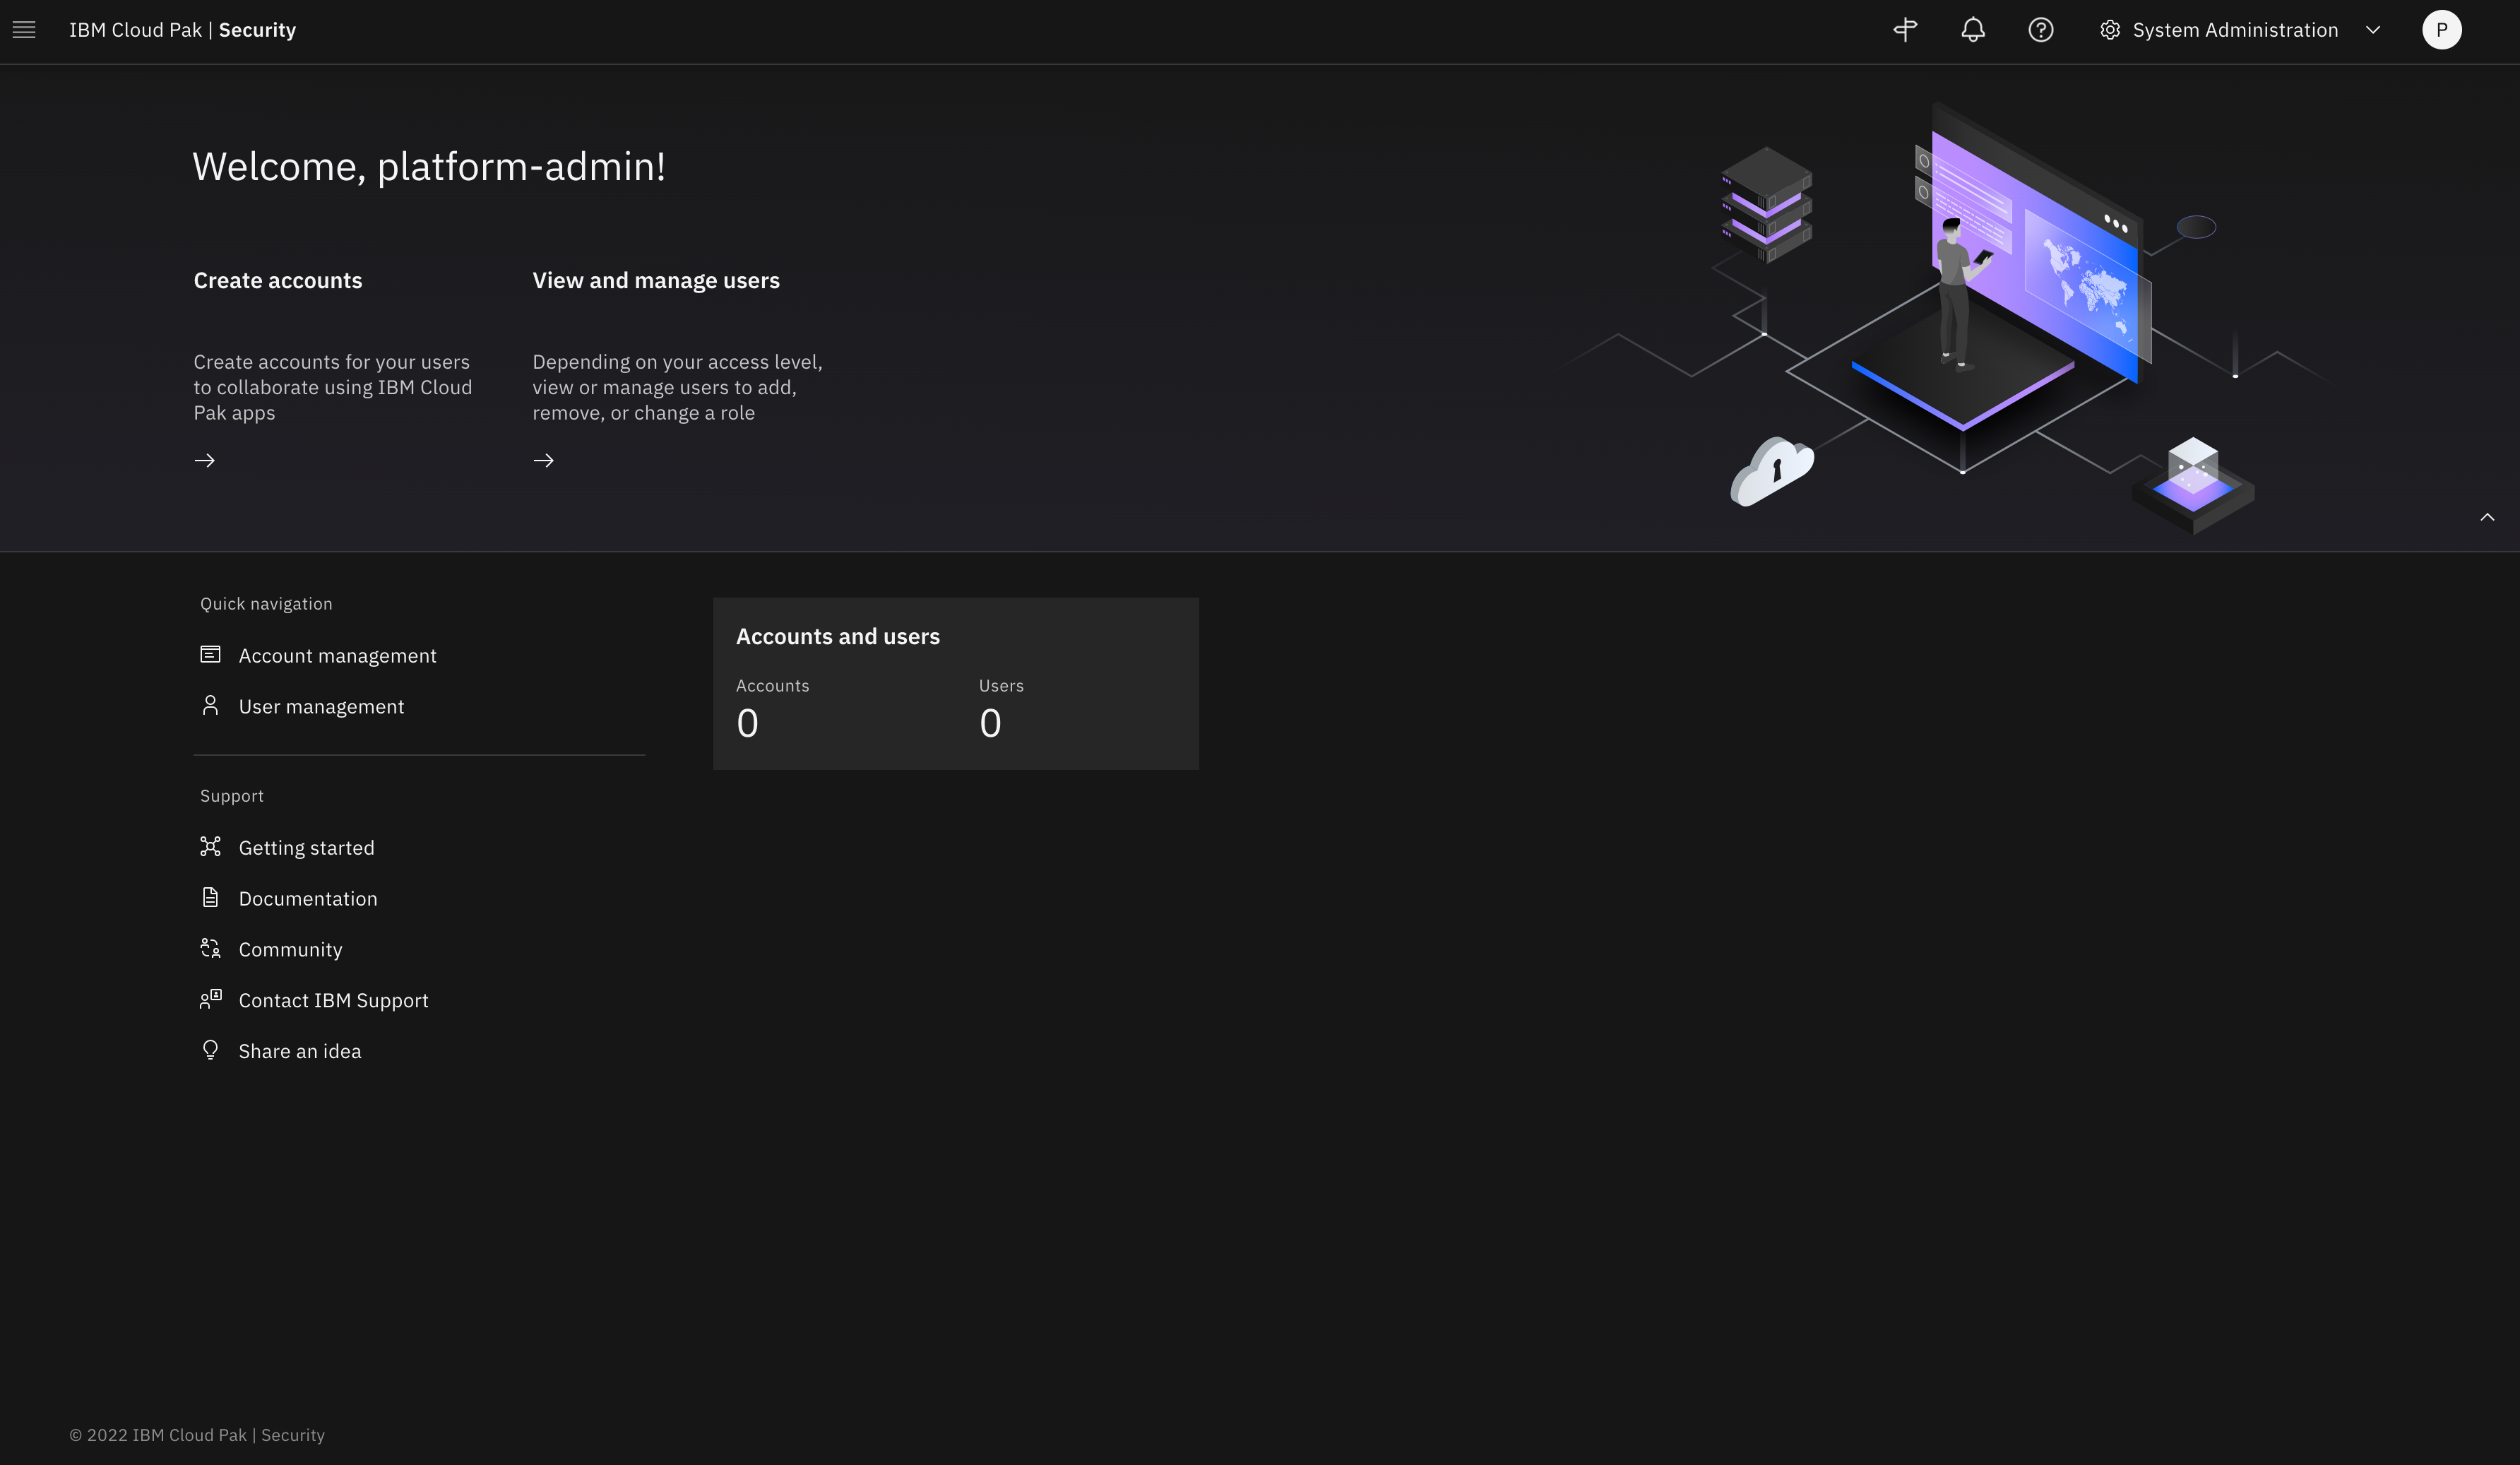 IBM Cloud Pak | Security
System Administration
P
Welcome, platform-admin!
Create accounts
Create accounts for your users
to collaborate using IBM Cloud
Pak apps
View and manage users
Depending on your access level,
view or manage users to add,
remove, or change a role
Quick navigation
Account management
User management
Support
Getting started
Documentation
Community
Contact IBM Support
Share an idea
Accounts and users
Accounts
0
Users
0
© 2022 IBM Cloud Pak | Security